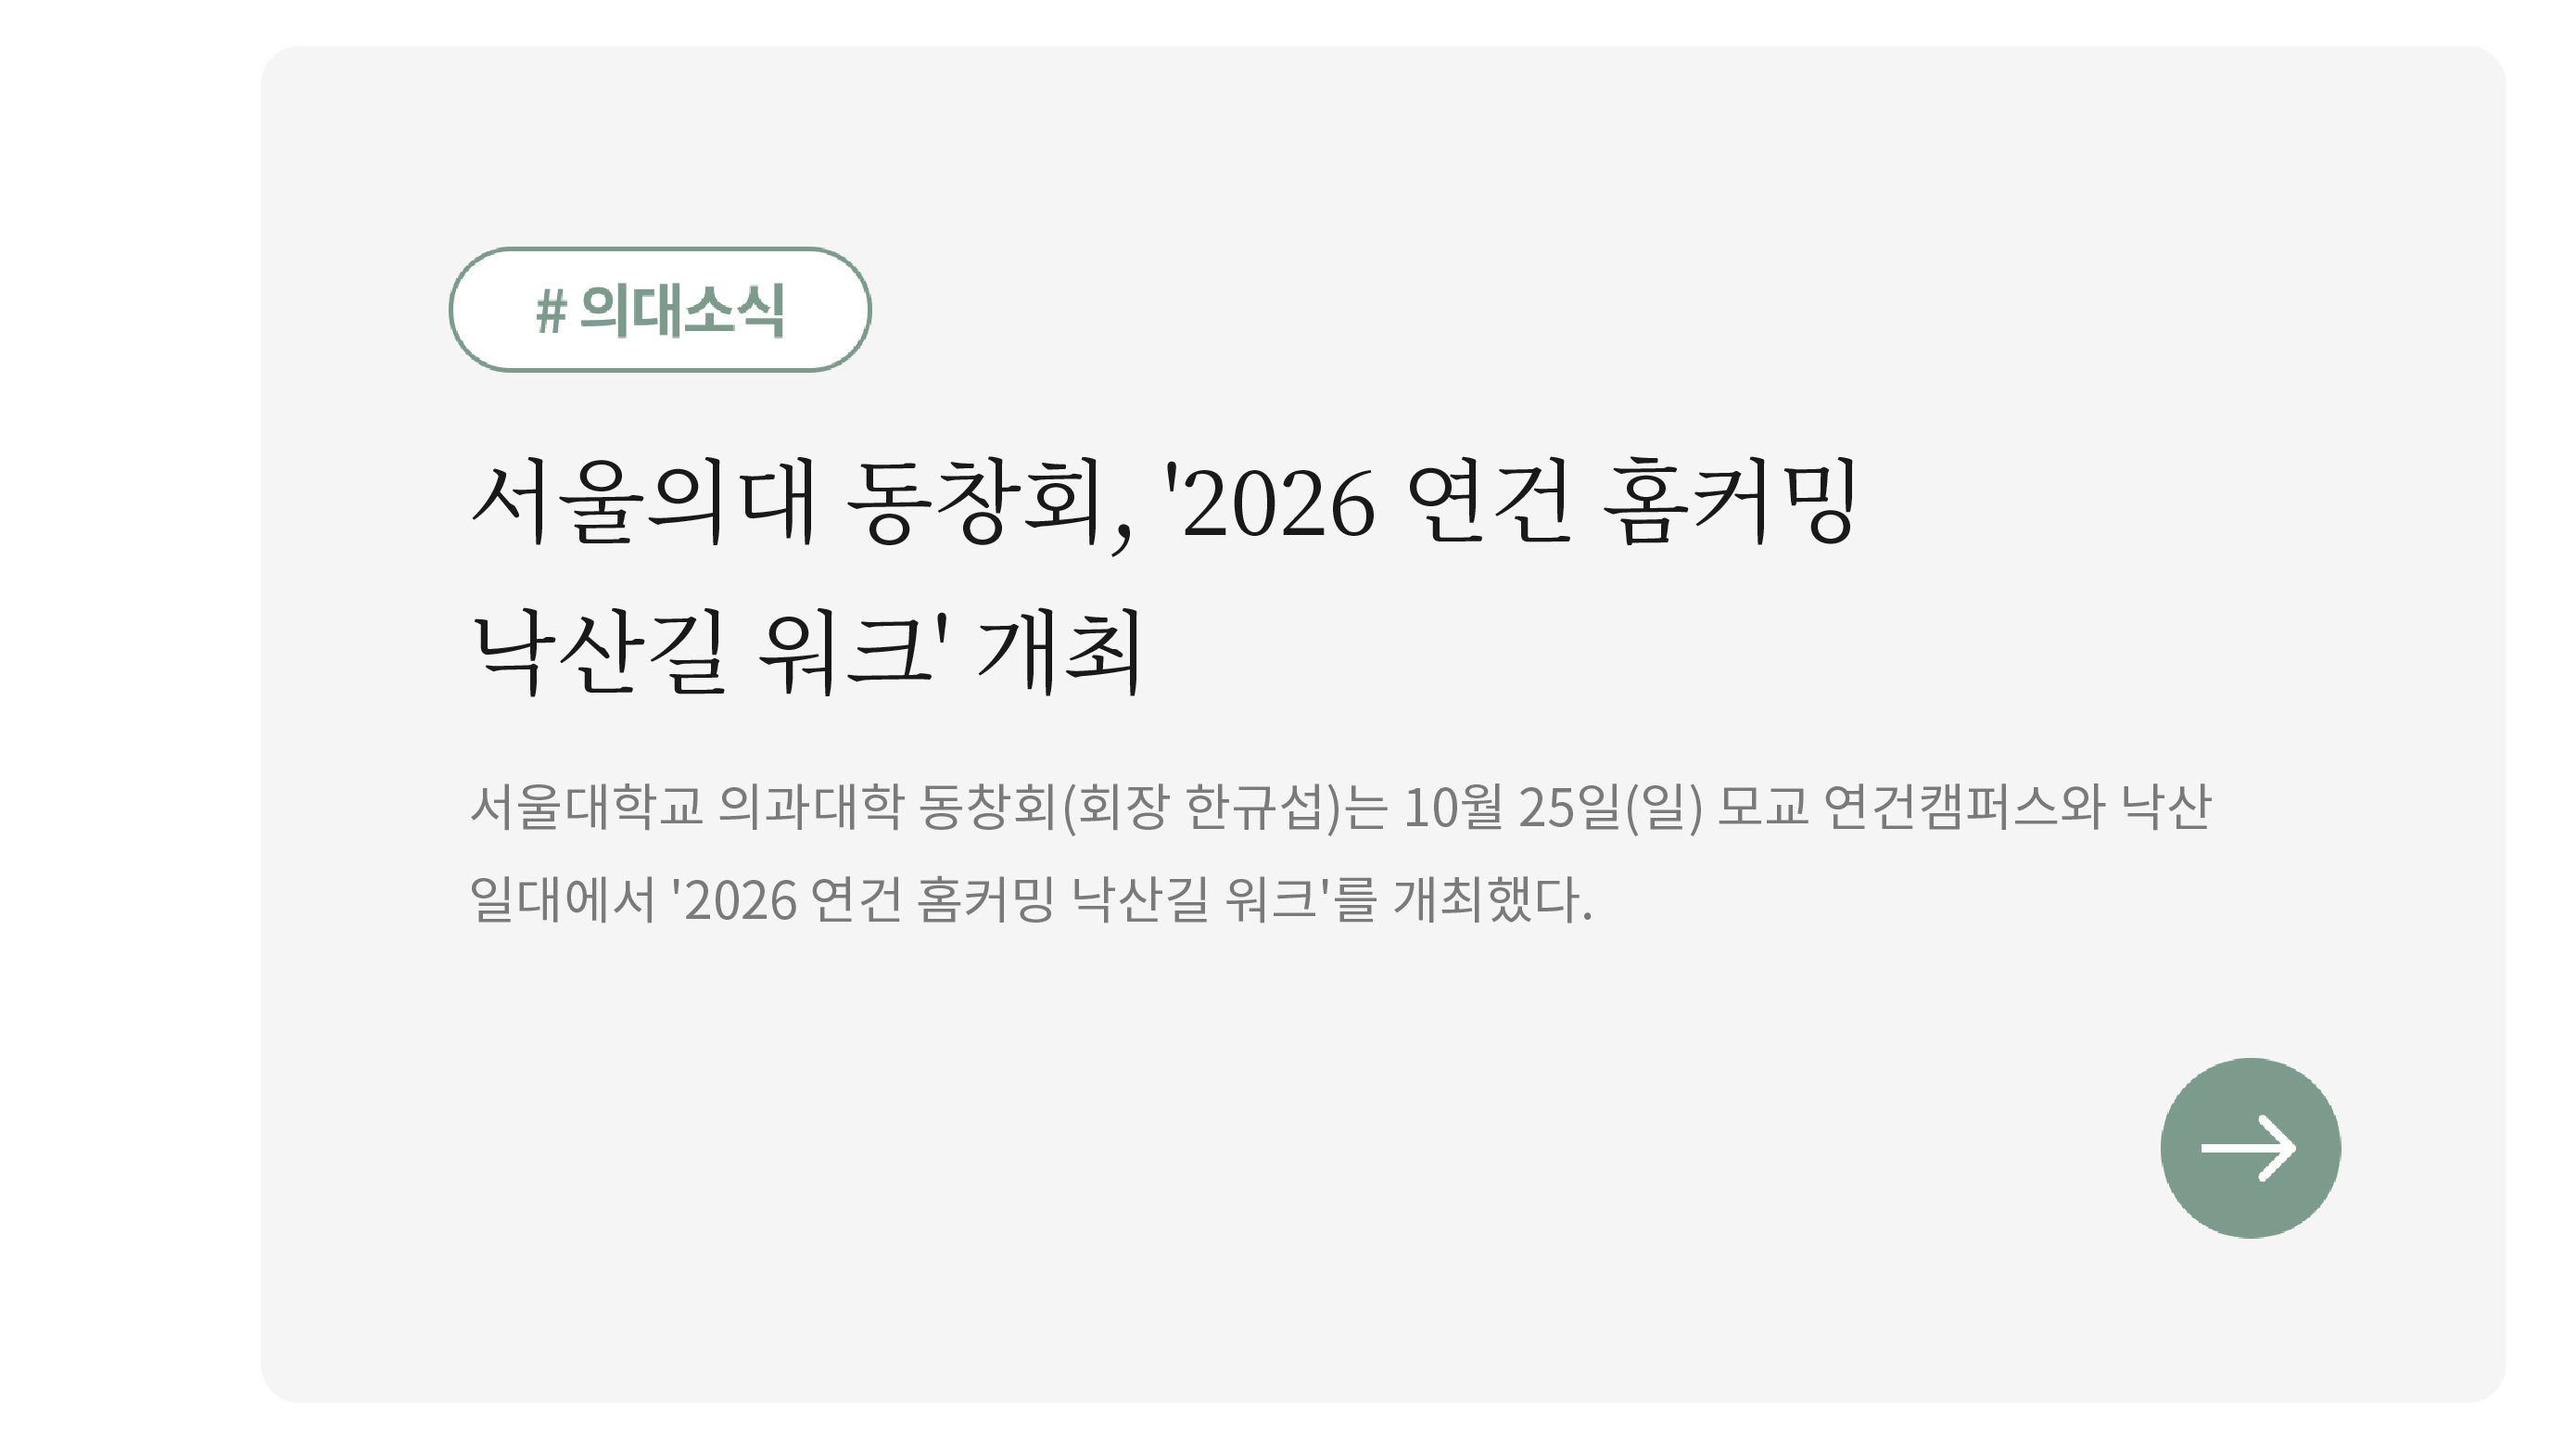 # 의대소식
서울의대 동창회, '2026 연건 홈커밍
낙산길 워크' 개최
서울대학교 의과대학 동창회(회장 한규섭)는 10월 25일(일) 모교 연건캠퍼스와 낙산
일대에서 '2026 연건 홈커밍 낙산길 워크'를 개최했다.